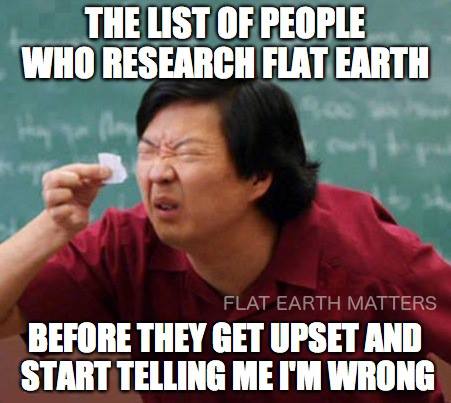 THE LIST OF PEOPLE
WHO RESEARCH FLAT EARTH
FLAT EARTH MATTERS
BEFORE THEY GET UPSET AND
START TELLING ME I'M WRONG